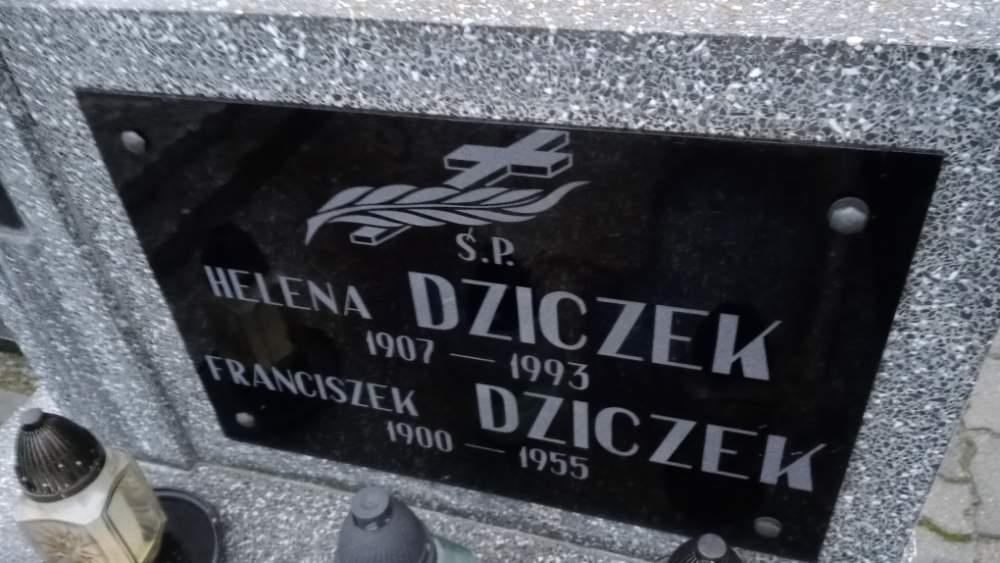 Ś.P.
HELENA DZICZEK
1907 — 1993
FRANCISZEK DZICZEK
1900 — 1955